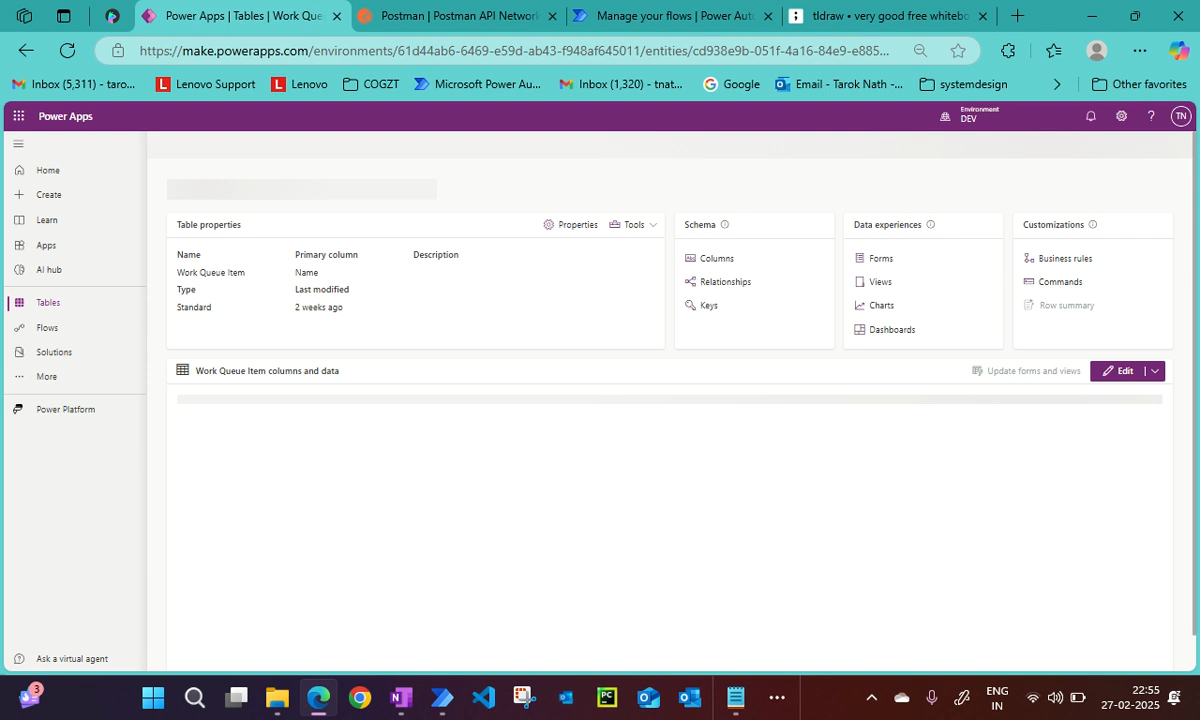 Power Apps | Tables | Work Que
Postman | Postman API Network
Manage your flows | Power Aut
tldraw • very good free whitebo
https://make.powerapps.com/environments/61d44ab6-6469-e59d-ab43-f948af645011/entities/cd938e9b-051f-4a16-84e9-e885...
Inbox (5,311) - taro...
Lenovo Support
Lenovo
COGZT
Microsoft Power Au...
Inbox (1,320) - tnat...
Google
Email - Tarok Nath -...
systemdesign
Other favorites
Power Apps
Environment
DEV
TN
Home
Create
Learn
Apps
AI hub
Tables
Flows
Solutions
More
Power Platform
Ask a virtual agent
Table properties
Properties
Tools
Name
Primary column
Description
Work Queue Item
Name
Type
Last modified
Standard
2 weeks ago
Schema
Columns
Relationships
Keys
Data experiences
Forms
Views
Charts
Dashboards
Customizations
Business rules
Commands
Row summary
Work Queue Item columns and data
Update forms and views
Edit
3
PC
ENG
IN
22:55
27-02-2025